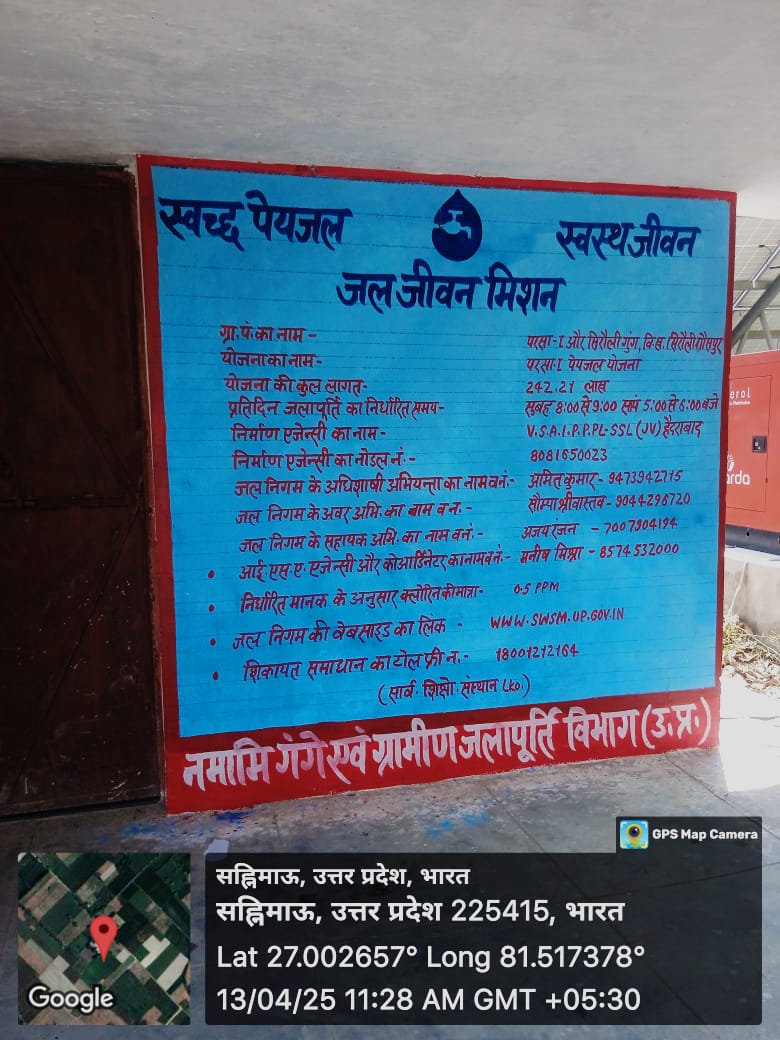 स्वच्छ पेयजल
स्वस्थ जीवन
जल जीवन मिशन
ग्रा.पं.का नाम - परसा-I और सिरौली गुंग, वि.ख. सिरौली गौसपुर
योजना का नाम - परसा-I पेयजल योजना
योजना की कुल लागत- 242.21 लाख
प्रतिदिन जलापूर्ति का निर्धारित समय- सुबह 8:00 से 9:00 सायं 5:00 से 6:00 बजे
निर्माण एजेन्सी का नाम- V.S.A.I.P.P.PL-SSL (JV) हैदराबाद
निर्माण एजेन्सी का नोडल नं.- 8081650023
जल निगम के अधिशाषी अभियन्ता का नाम व नं.- अमित कुमार - 9473942715
जल निगम के अवर अभि. का नाम व न.- सौम्या श्रीवास्तव - 9044296720
जल निगम के सहायक अभि. का नाम व नं.- अजय रंजन - 7007904194
• आई.एस.ए. एजेन्सी और कोआर्डिनेटर का नाम व नं.- मनीष मिश्रा - 8574532000
• निर्धारित मानक के अनुसार क्लोरिन की मात्रा- 0.5 PPM
• जल निगम की वेबसाइड का लिंक - WWW.SWSM.UP.GOV.IN
• शिकायत समाधान का टोल फ्री न.- 18001212164
(सार्व. शिक्षो. संस्थान LKO.)
नमामि गंगे एवं ग्रामीण जलापूर्ति विभाग (उ.प्र.)
erol
arda
GPS Map Camera
सह्लिमाऊ, उत्तर प्रदेश, भारत
सह्लिमाऊ, उत्तर प्रदेश 225415, भारत
Lat 27.002657° Long 81.517378°
13/04/25 11:28 AM GMT +05:30
Google